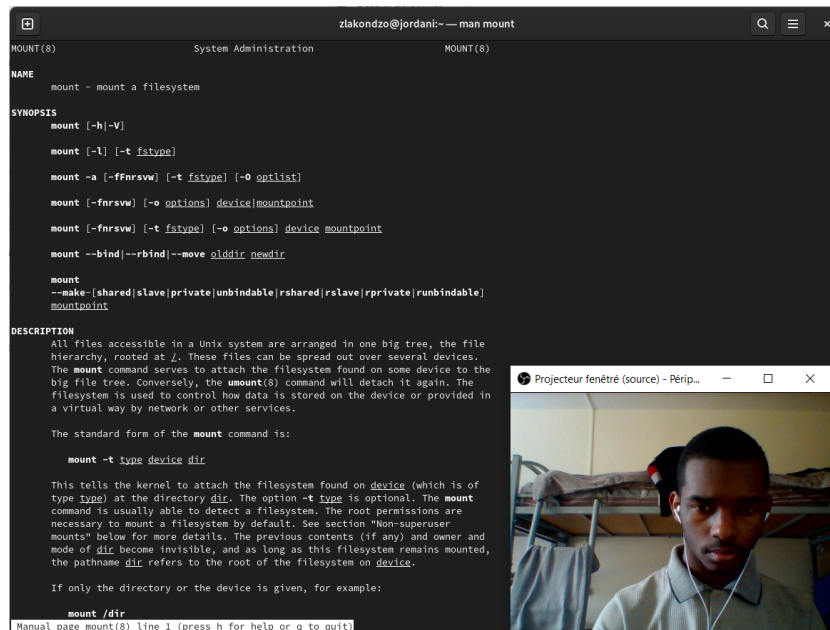 zlakondzo@jordani:~ — man mount
MOUNT(8) System Administration MOUNT(8)
NAME
mount - mount a filesystem
SYNOPSIS
mount [-h|-V]
mount [-l] [-t fstype]
mount -a [-fFnrsvw] [-t fstype] [-O optlist]
mount [-fnrsvw] [-o options] device|mountpoint
mount [-fnrsvw] [-t fstype] [-o options] device mountpoint
mount --bind|--rbind|--move olddir newdir
mount
--make-[shared|slave|private|unbindable|rshared|rslave|rprivate|runbindable]
mountpoint
DESCRIPTION
All files accessible in a Unix system are arranged in one big tree, the file
hierarchy, rooted at /. These files can be spread out over several devices.
The mount command serves to attach the filesystem found on some device to the
big file tree. Conversely, the umount(8) command will detach it again. The
filesystem is used to control how data is stored on the device or provided in
a virtual way by network or other services.
The standard form of the mount command is:
mount -t type device dir
This tells the kernel to attach the filesystem found on device (which is of
type type) at the directory dir. The option -t type is optional. The mount
command is usually able to detect a filesystem. The root permissions are
necessary to mount a filesystem by default. See section "Non-superuser
mounts" below for more details. The previous contents (if any) and owner and
mode of dir become invisible, and as long as this filesystem remains mounted,
the pathname dir refers to the root of the filesystem on device.
If only the directory or the device is given, for example:
mount /dir
Manual page mount(8) line 1 (press h for help or q to quit)
Projecteur fenêtré (source) - Périp...